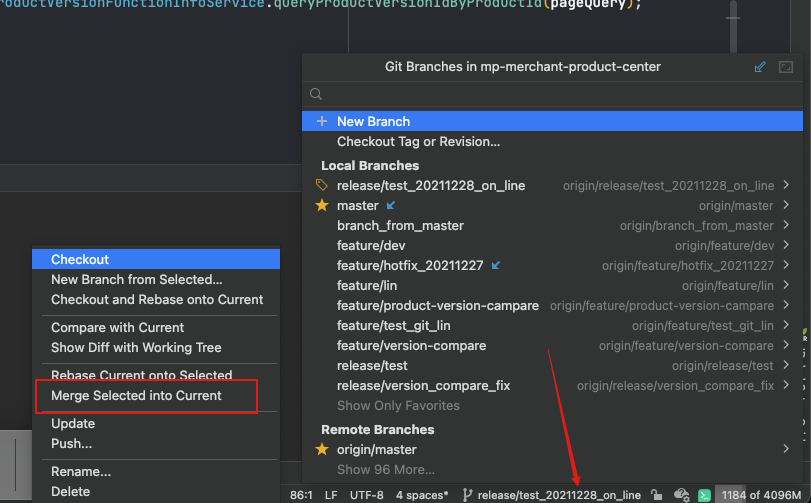 roductVersionFunctionInfoService.queryProductVersionIdByProductId(pageQuery);
Git Branches in mp-merchant-product-center
New Branch
Checkout Tag or Revision...
Local Branches
release/test_20211228_on_line origin/release/test_20211228_on_line
master origin/master
branch_from_master origin/branch_from_master
feature/dev origin/feature/dev
feature/hotfix_20211227 origin/feature/hotfix_20211227
feature/lin origin/feature/lin
feature/product-version-campare origin/feature/product-version-campare
feature/test_git_lin origin/feature/test_git_lin
feature/version-compare origin/feature/version-compare
release/test origin/release/test
release/version_compare_fix origin/release/version_compare_fix
Show Only Favorites
Remote Branches
origin/master
Show 96 More...
Checkout
New Branch from Selected...
Checkout and Rebase onto Current
Compare with Current
Show Diff with Working Tree
Rebase Current onto Selected
Merge Selected into Current
Update
Push...
Rename...
Delete
86:1 LF UTF-8 4 spaces* release/test_20211228_on_line 1184 of 4096M